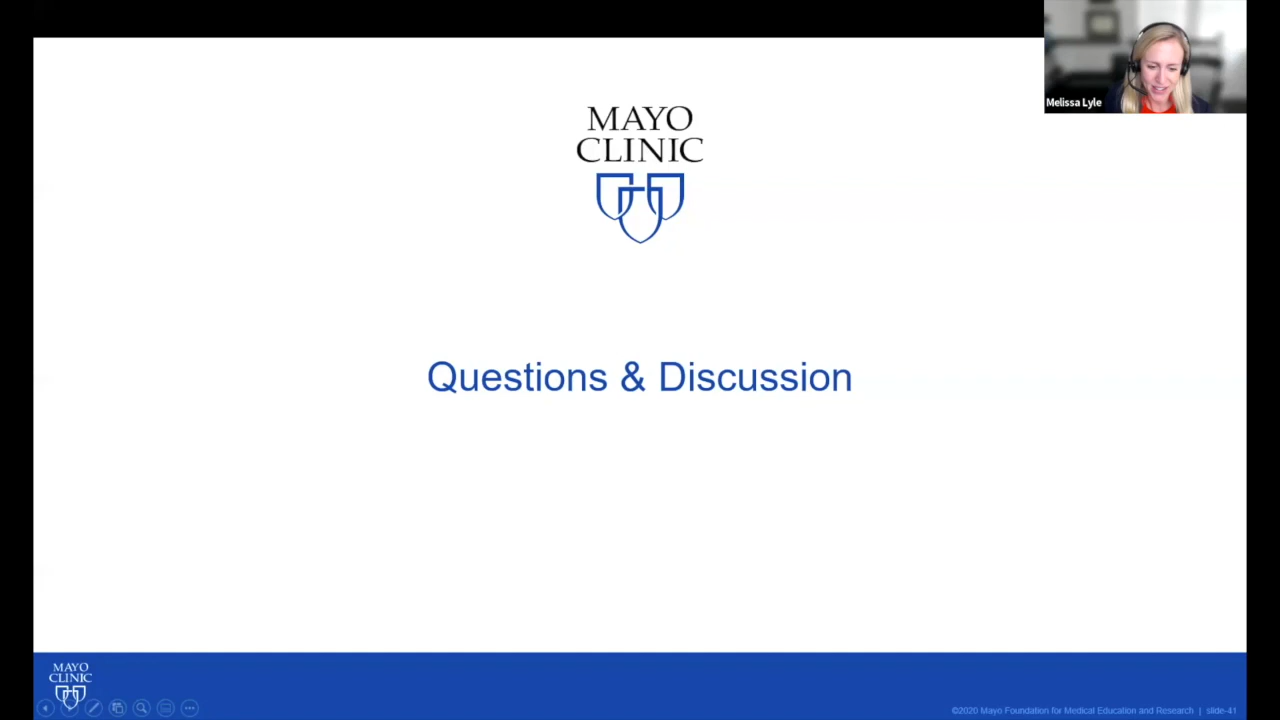 Melissa Lyle
MAYO
CLINIC
Questions & Discussion
MAYO
CLINIC
©2020 Mayo Foundation for Medical Education and Research | slide-41